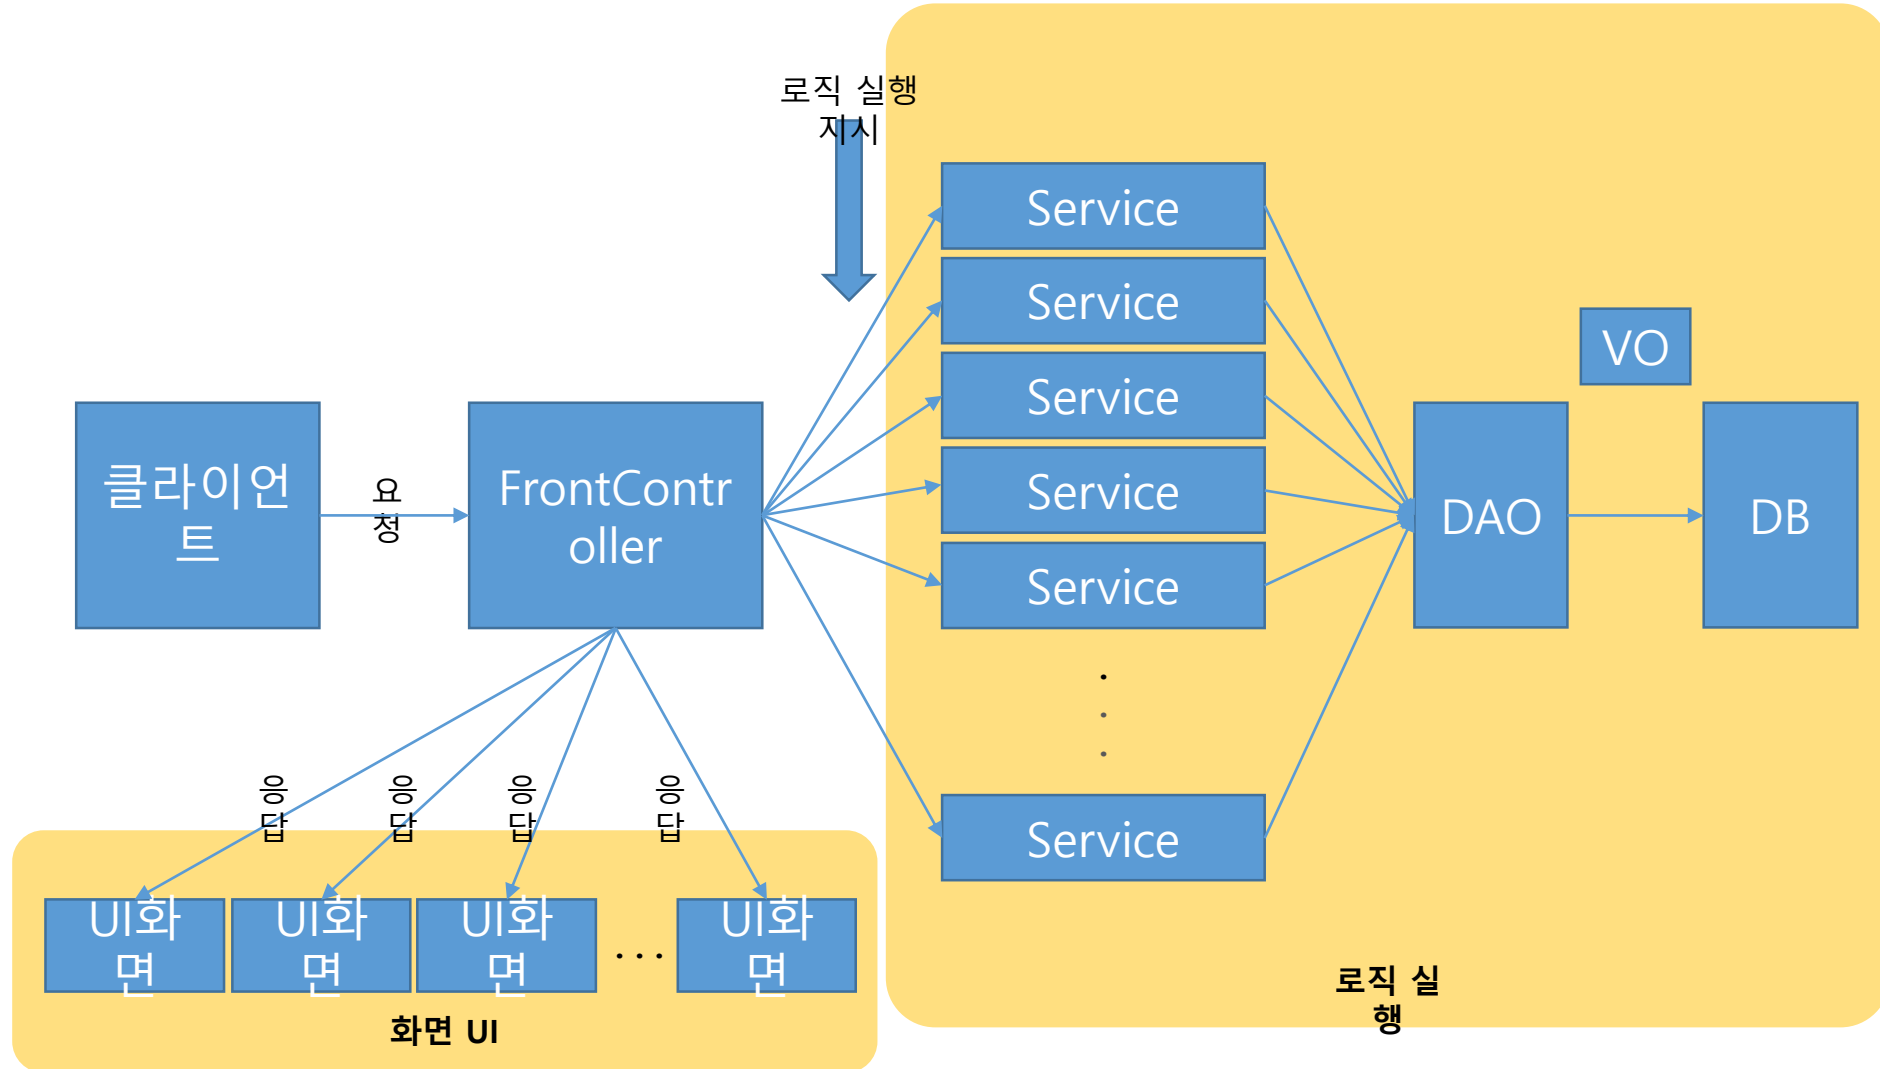 로직 실행
지시
Service
Service
Service
Service
Service
Service
VO
클라이언
트
요
청
FrontContr
oller
DAO
DB
.
.
.
응
답
응
답
응
답
응
답
UI화
면
UI화
면
UI화
면
...
UI화
면
화면 UI
로직 실
행